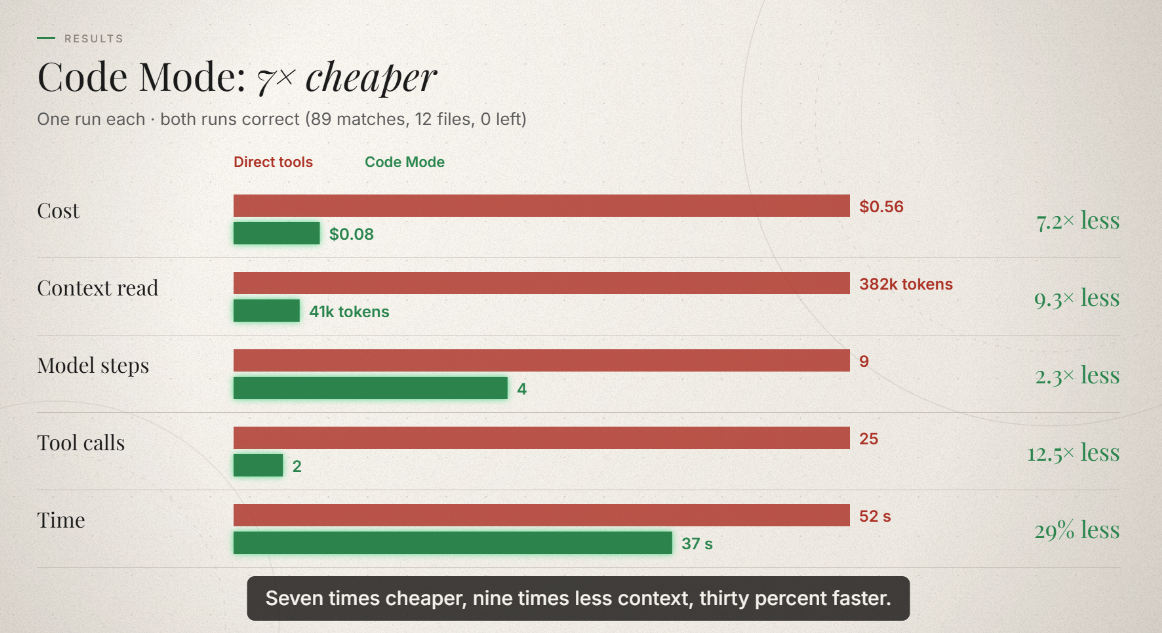 RESULTS
Code Mode: 7× cheaper
One run each · both runs correct (89 matches, 12 files, 0 left)
Direct tools Code Mode
Cost
$0.56
$0.08
7.2× less
Context read
382k tokens
41k tokens
9.3× less
Model steps
9
4
2.3× less
Tool calls
25
2
12.5× less
Time
52 s
37 s
29% less
Seven times cheaper, nine times less context, thirty percent faster.